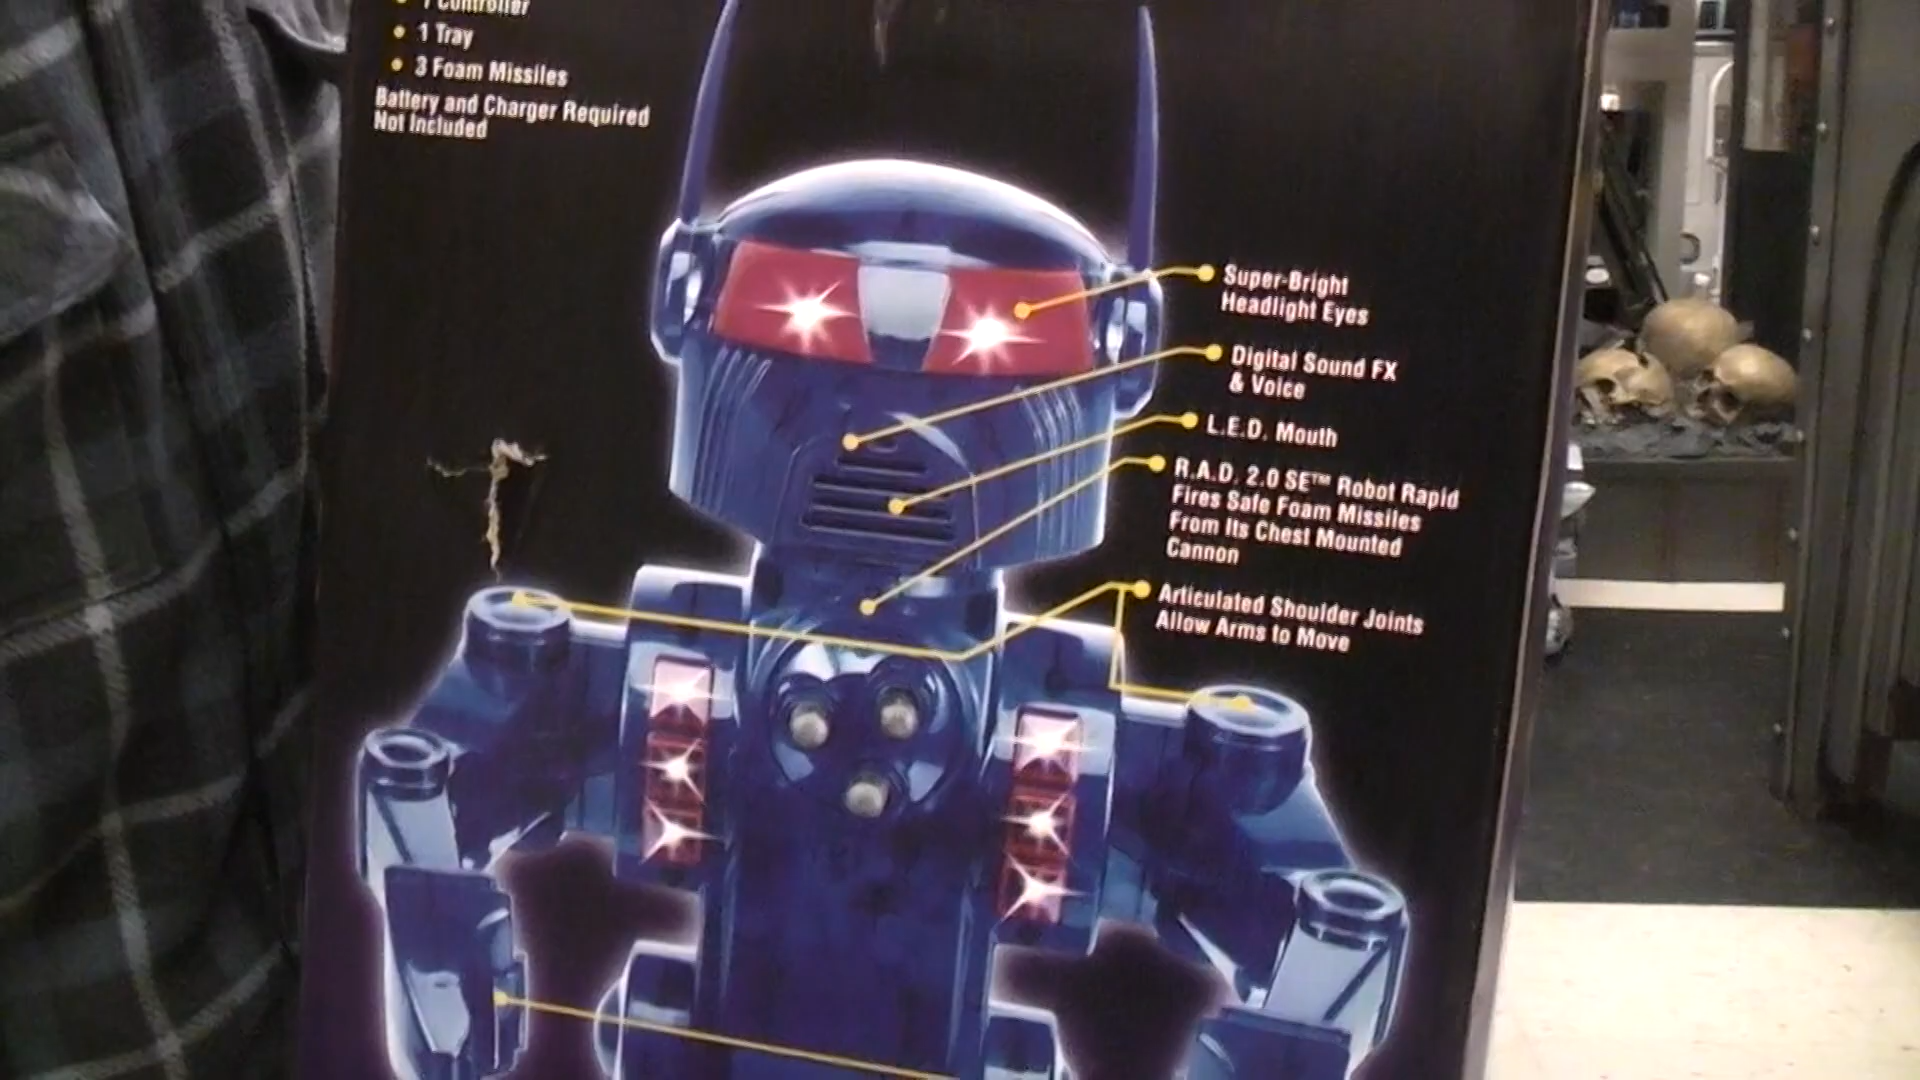 1 Controller
1 Tray
3 Foam Missiles
Battery and Charger Required
Not Included
Super-Bright
Headlight Eyes
Digital Sound FX
& Voice
L.E.D. Mouth
R.A.D. 2.0 SE™ Robot Rapid
Fires Safe Foam Missiles
From Its Chest Mounted
Cannon
Articulated Shoulder Joints
Allow Arms to Move